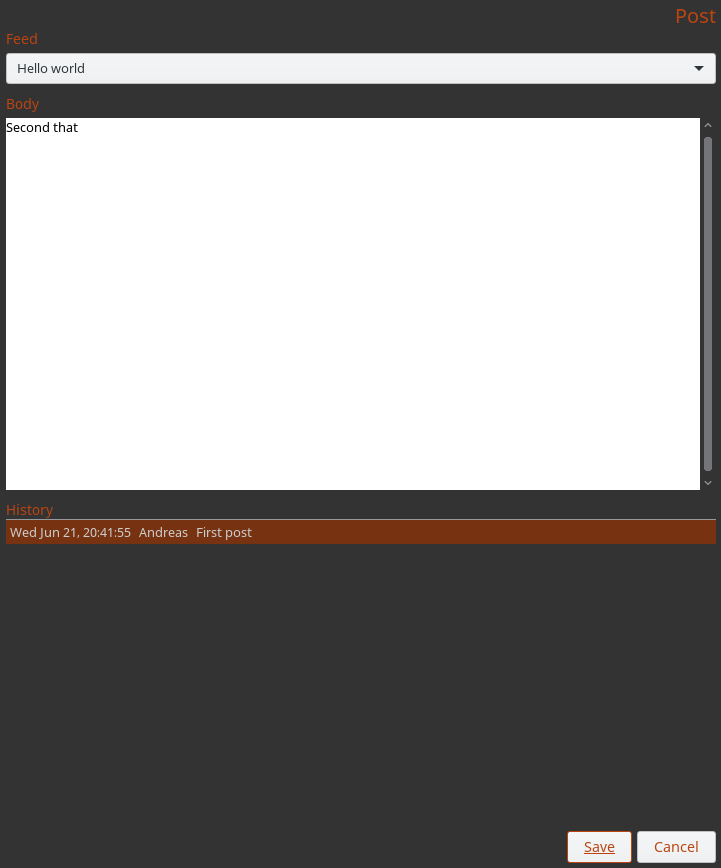 Post
Feed
Hello world
Body
Second that
History
Wed Jun 21, 20:41:55 Andreas First post
Save Cancel